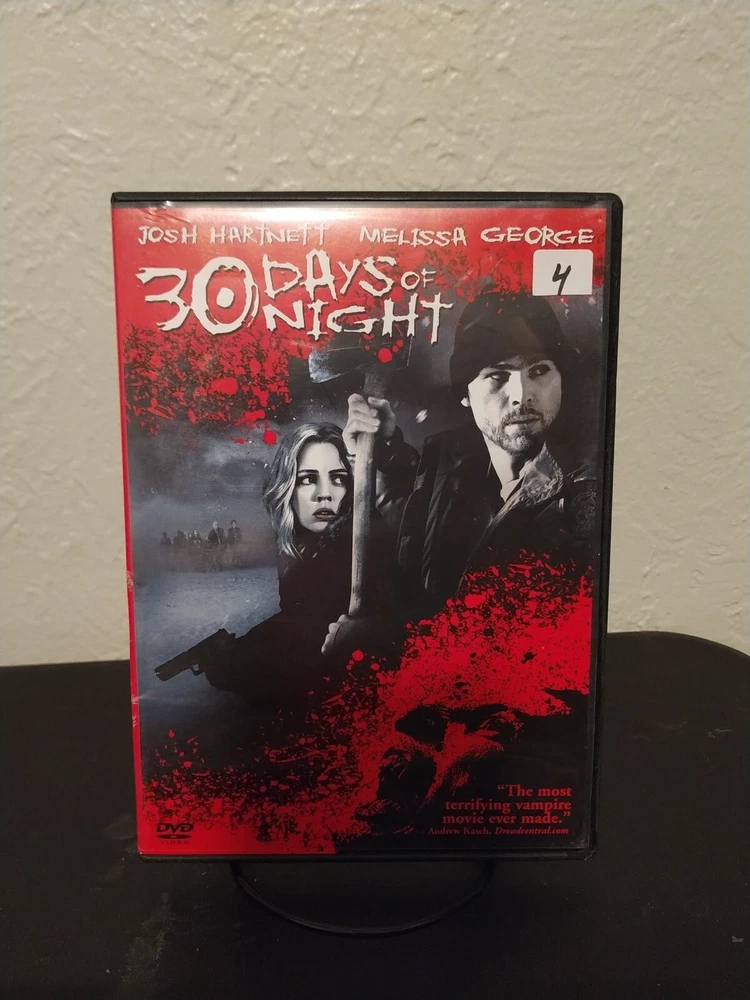 JOSH HARTNETT MELISSA GEORGE
30 DAYS OF NIGHT
4
“The most
terrifying vampire
movie ever made.”
Andrew Kasch, Dreadcentral.com
DVD
VIDEO